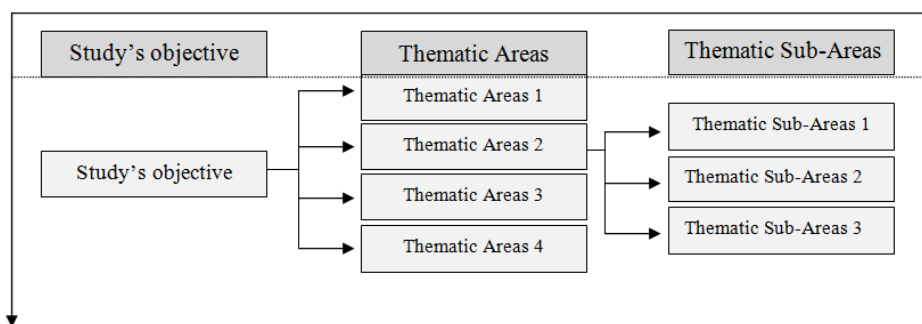 Study’s objective
Thematic Areas
Thematic Sub-Areas
Study’s objective
Thematic Areas 1
Thematic Areas 2
Thematic Areas 3
Thematic Areas 4
Thematic Sub-Areas 1
Thematic Sub-Areas 2
Thematic Sub-Areas 3